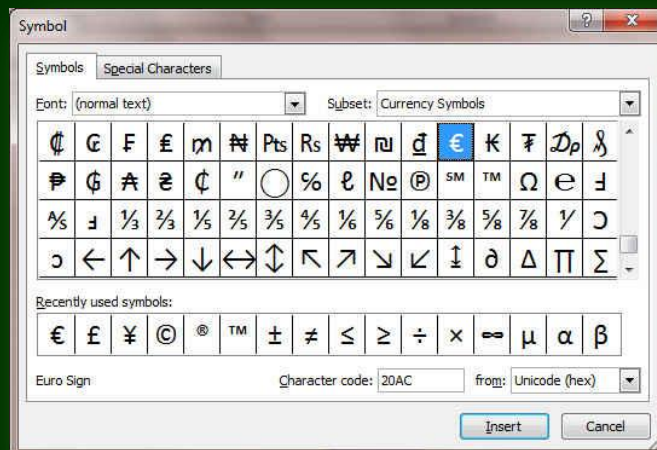 Symbol
Symbols Special Characters
Font: (normal text) Subset: Currency Symbols
₡ ₢ ₣ ₤ ₥ ₦ ₧ ₨ ₩ ₪ ₫ € ₭ ₮ ₯ ₰
₱ ₲ ₳ ₴ ₵ ″ ◯ ℅ ℓ № ℗ ℠ ™ Ω ℮ Ⅎ
⅍ ⅎ ⅓ ⅔ ⅕ ⅖ ⅗ ⅘ ⅙ ⅚ ⅛ ⅜ ⅝ ⅞ ⅟ Ↄ
ↄ ← ↑ → ↓ ↔ ↕ ↖ ↗ ↘ ↙ ↨ ∂ ∆ ∏ ∑
Recently used symbols:
€ £ ¥ © ® ™ ± ≠ ≤ ≥ ÷ × ∞ µ α β
Euro Sign Character code: 20AC from: Unicode (hex)
Insert Cancel